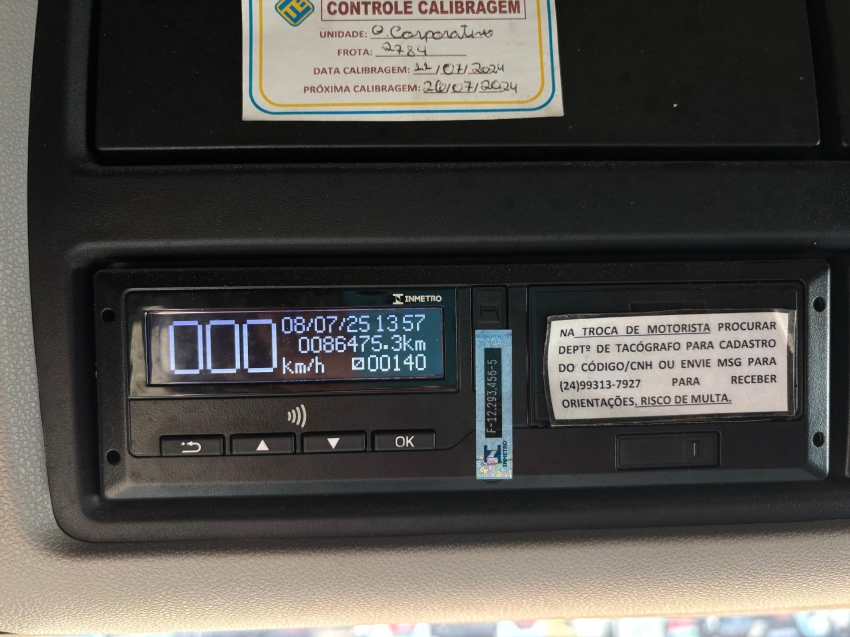 CONTROLE CALIBRAGEM
UNIDADE: O Corporativo
FROTA: 2784
DATA CALIBRAGEM: 11/07/2024
PRÓXIMA CALIBRAGEM: 26/07/2024
INMETRO
000 08/07/25 13 57
0086475.3km
km/h 00140
OK
F-12.293.456-5
INMETRO
NA TROCA DE MOTORISTA PROCURAR
DEPTº DE TACÓGRAFO PARA CADASTRO
DO CÓDIGO/CNH OU ENVIE MSG PARA
(24)99313-7927 PARA RECEBER
ORIENTAÇÕES. RISCO DE MULTA.